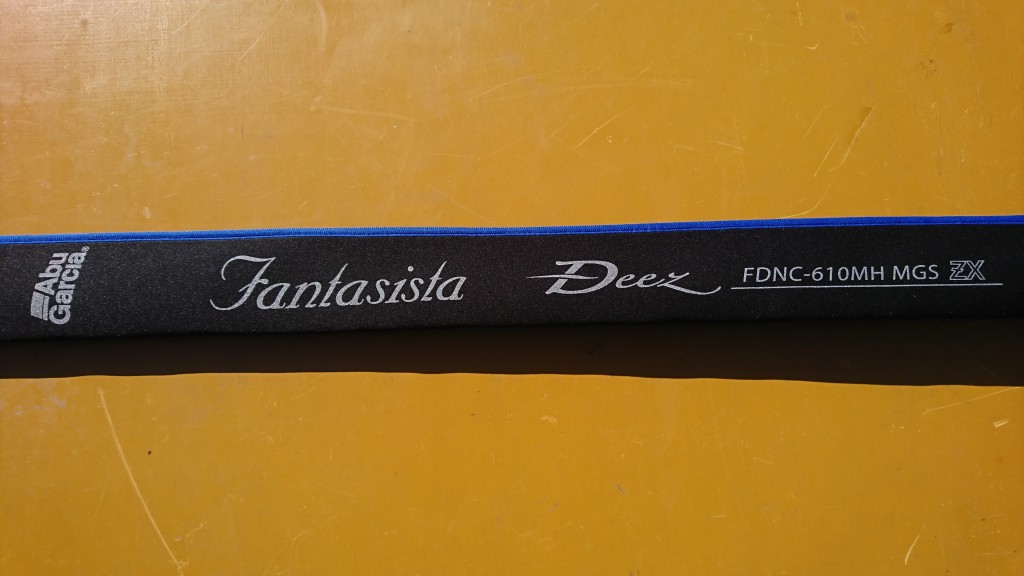 Abu
Garcia®
Fantasista Deez FDNC-610MH MGS ZX